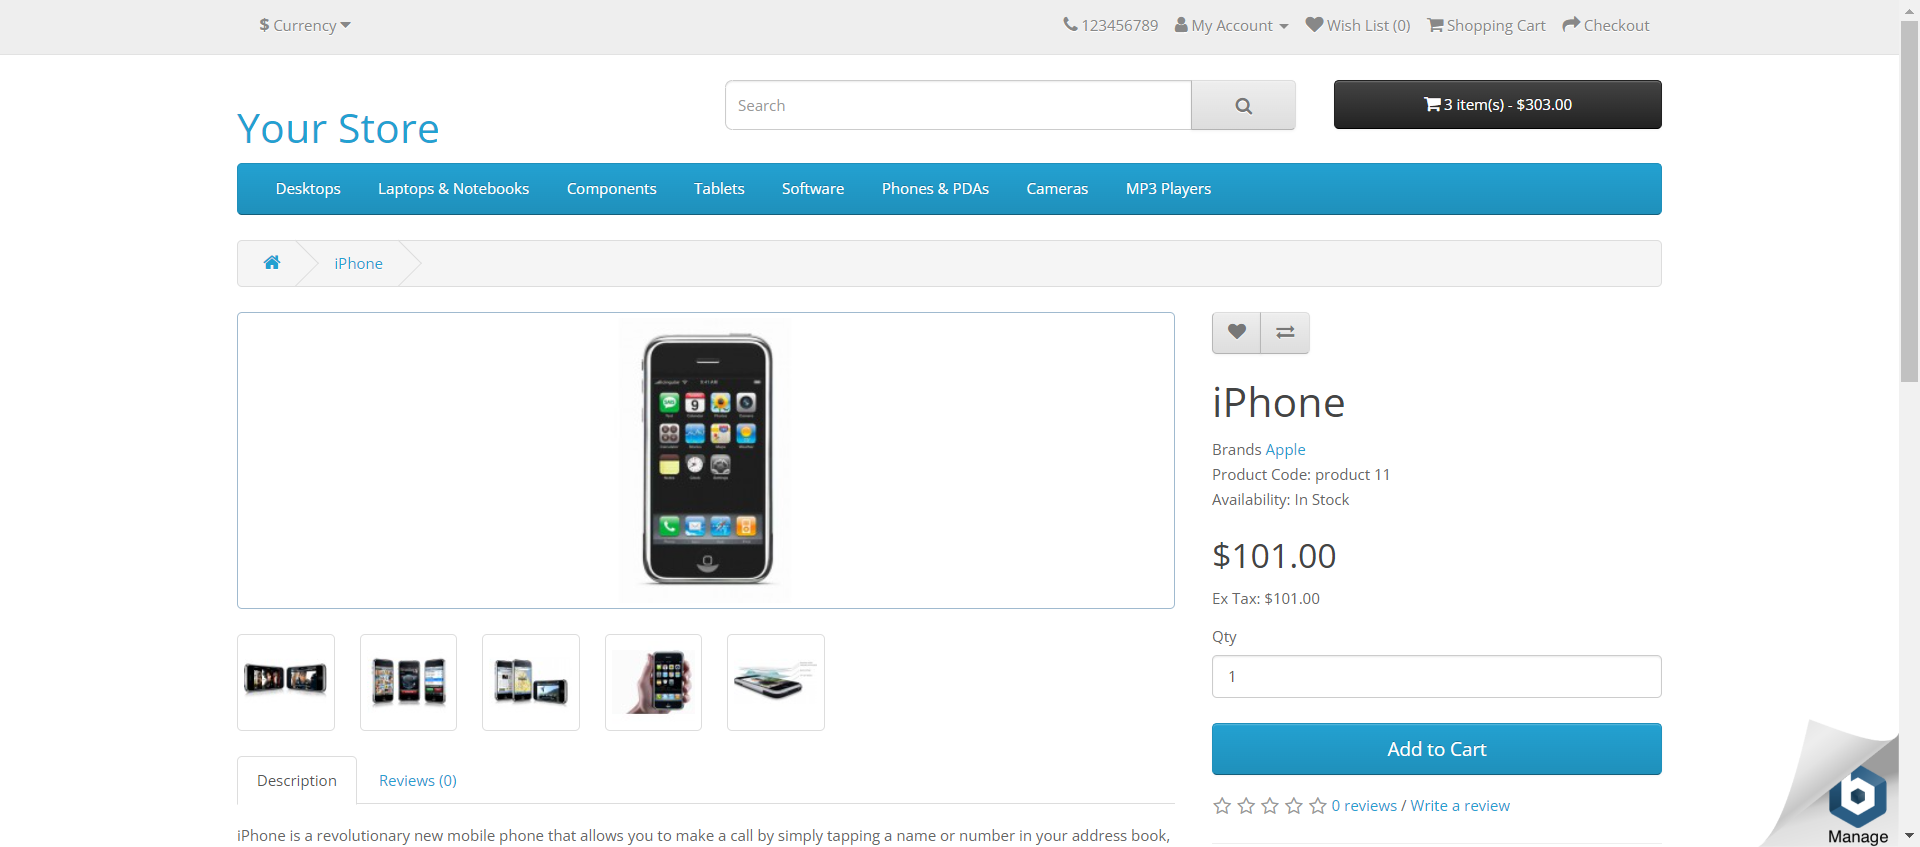 $ Currency
123456789 My Account Wish List (0) Shopping Cart Checkout
Your Store
Search
3 item(s) - $303.00
Desktops Laptops & Notebooks Components Tablets Software Phones & PDAs Cameras MP3 Players
iPhone
iPhone
Brands Apple
Product Code: product 11
Availability: In Stock
$101.00
Ex Tax: $101.00
Qty
1
Add to Cart
0 reviews / Write a review
Description Reviews (0)
iPhone is a revolutionary new mobile phone that allows you to make a call by simply tapping a name or number in your address book,
b
Manage